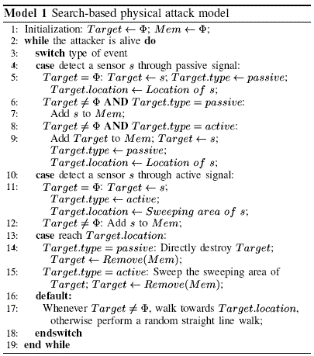 Model 1 Search-based physical attack model
1: Initialization: Target ← Φ; Mem ← Φ;
2: while the attacker is alive do
3: switch type of event
4: case detect a sensor s through passive signal:
5: Target = Φ: Target ← s; Target.type ← passive;
Target.location ← Location of s;
6: Target ≠ Φ AND Target.type = passive:
7: Add s to Mem;
8: Target ≠ Φ AND Target.type = active:
9: Add Target to Mem; Target ← s;
Target.type ← passive;
Target.location ← Location of s;
10: case detect a sensor s through active signal:
11: Target = Φ: Target ← s;
Target.type ← active;
Target.location ← Sweeping area of s;
12: Target ≠ Φ: Add s to Mem;
13: case reach Target.location:
14: Target.type = passive: Directly destroy Target;
Target ← Remove(Mem);
15: Target.type = active: Sweep the sweeping area of
Target; Target ← Remove(Mem);
16: default:
17: Whenever Target ≠ Φ, walk towards Target.location,
otherwise perform a random straight line walk;
18: endswitch
19: end while